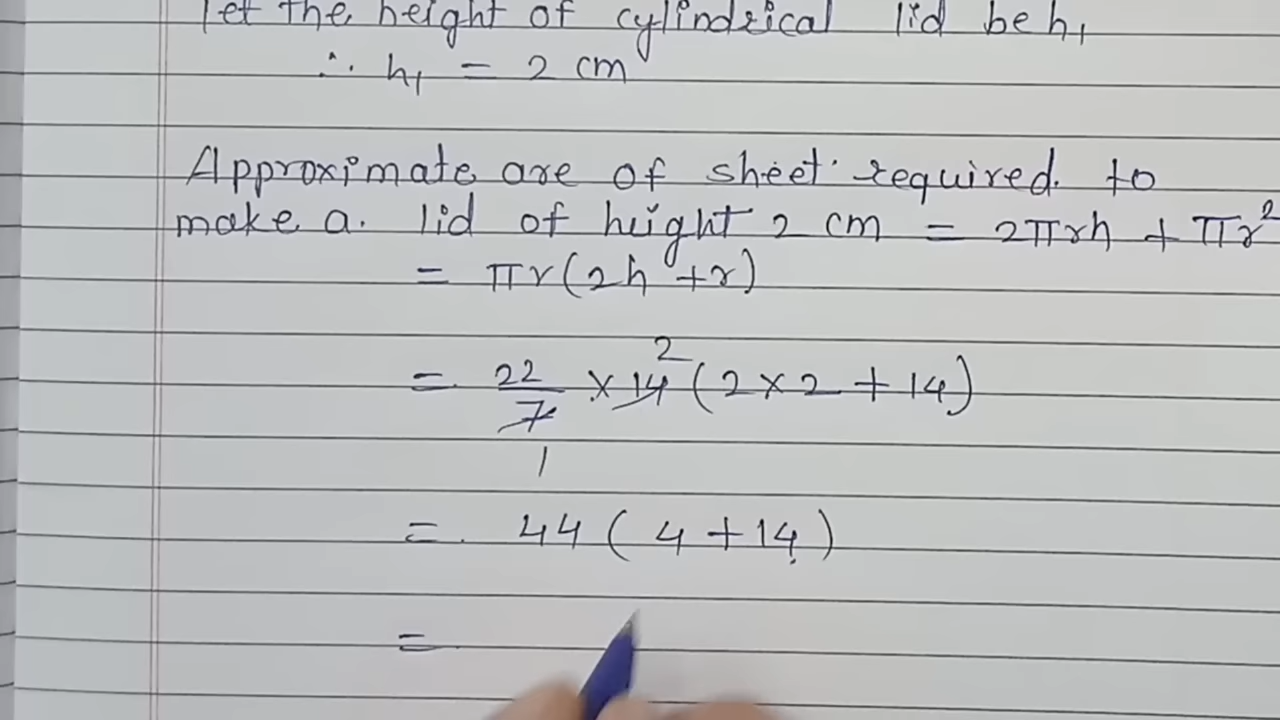 let the height of cylindrical lid be h₁
∴ h₁ = 2 cm
Approximate are of sheet required to
make a. lid of height 2 cm = 2πrh + πr²
= πr(2h + r)
= 22/7 × 14 (2×2 + 14)
2
1
= 44 (4 + 14)
=